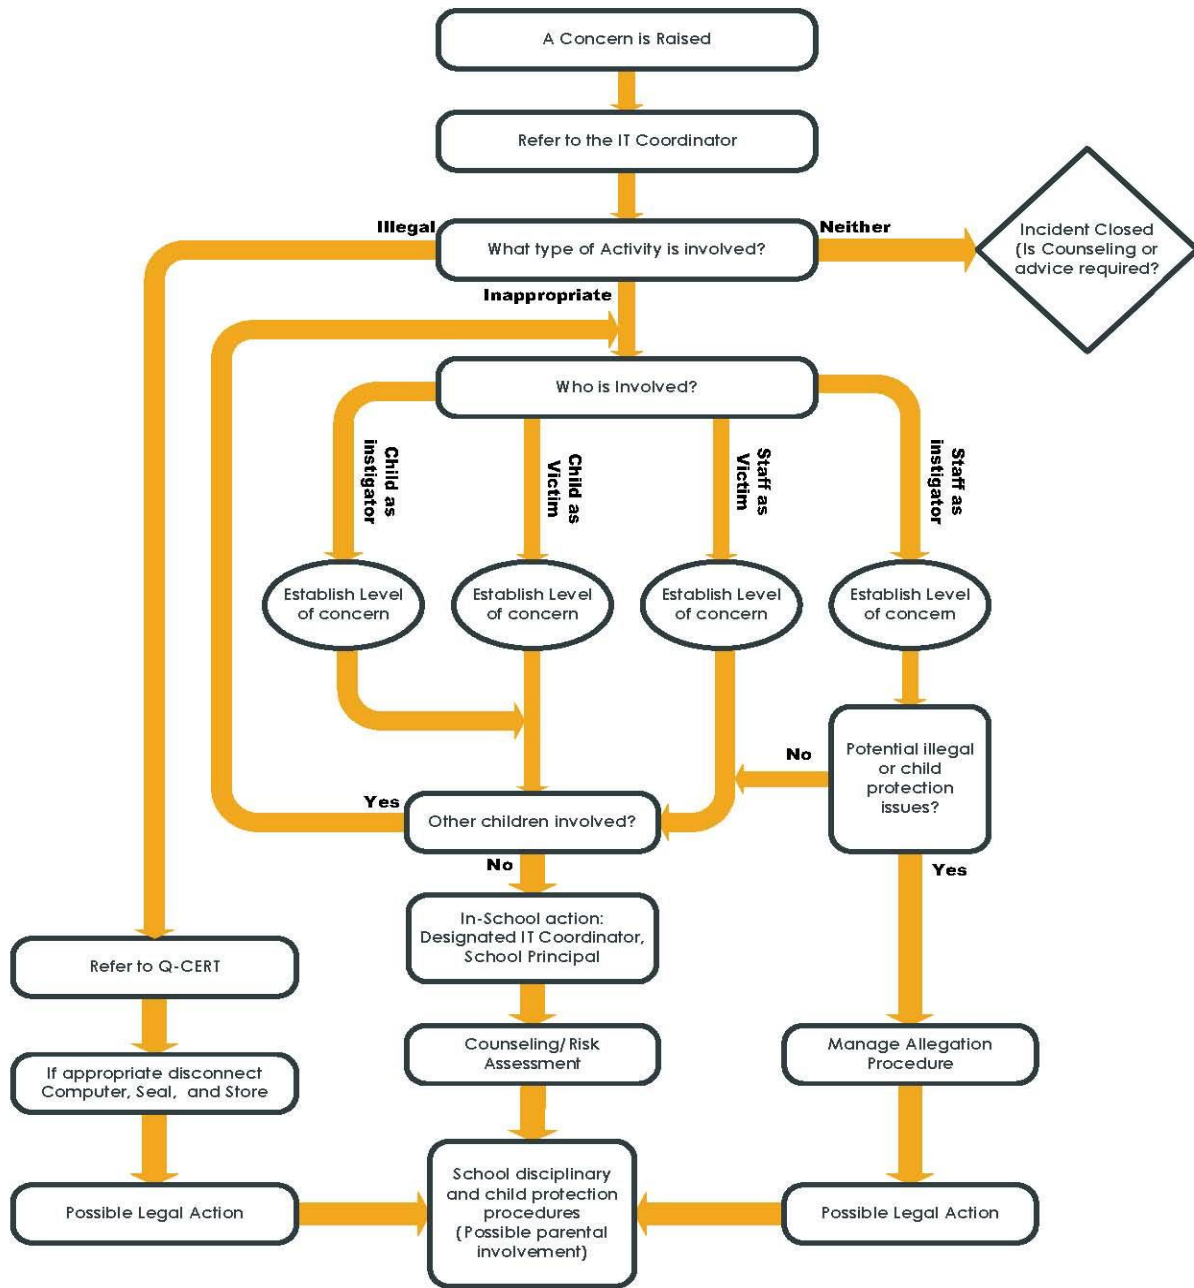 A Concern is Raised
Refer to the IT Coordinator
Illegal
What type of Activity is involved?
Neither
Incident Closed
(Is Counseling or
advice required?
Inappropriate
Who is Involved?
Child as
instigator
Child as
Victim
Staff as
Victim
Staff as
instigator
Establish Level
of concern
Establish Level
of concern
Establish Level
of concern
Establish Level
of concern
Potential illegal
or child
protection
issues?
No
Yes
Yes
Other children involved?
No
In-School action:
Designated IT Coordinator,
School Principal
Refer to Q-CERT
Counseling/ Risk
Assessment
Manage Allegation
Procedure
If appropriate disconnect
Computer, Seal, and Store
School disciplinary
and child protection
procedures
(Possible parental
involvement)
Possible Legal Action
Possible Legal Action